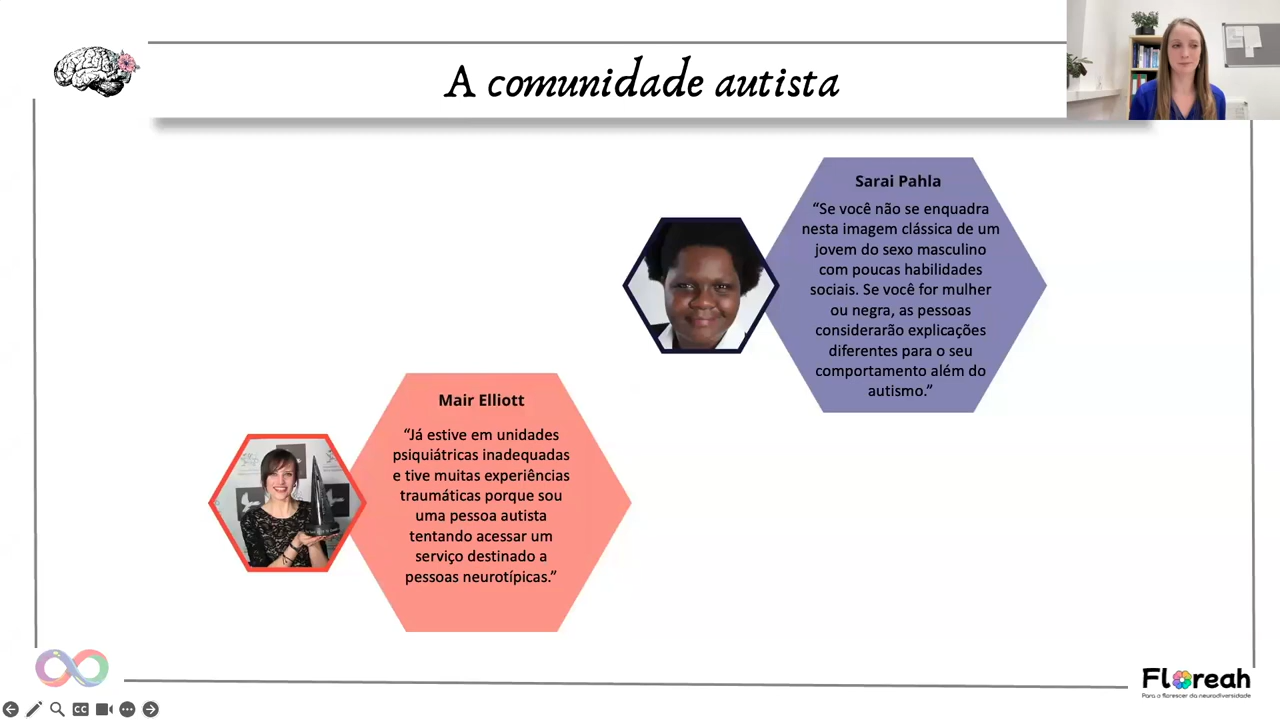 A comunidade autista
Sarai Pahla
“Se você não se enquadra
nesta imagem clássica de um
jovem do sexo masculino
com poucas habilidades
sociais. Se você for mulher
ou negra, as pessoas
considerarão explicações
diferentes para o seu
comportamento além do
autismo.”
Mair Elliott
“Já estive em unidades
psiquiátricas inadequadas
e tive muitas experiências
traumáticas porque sou
uma pessoa autista
tentando acessar um
serviço destinado a
pessoas neurotípicas.”
Floreah
Para o florescer da neurodiversidade
CC